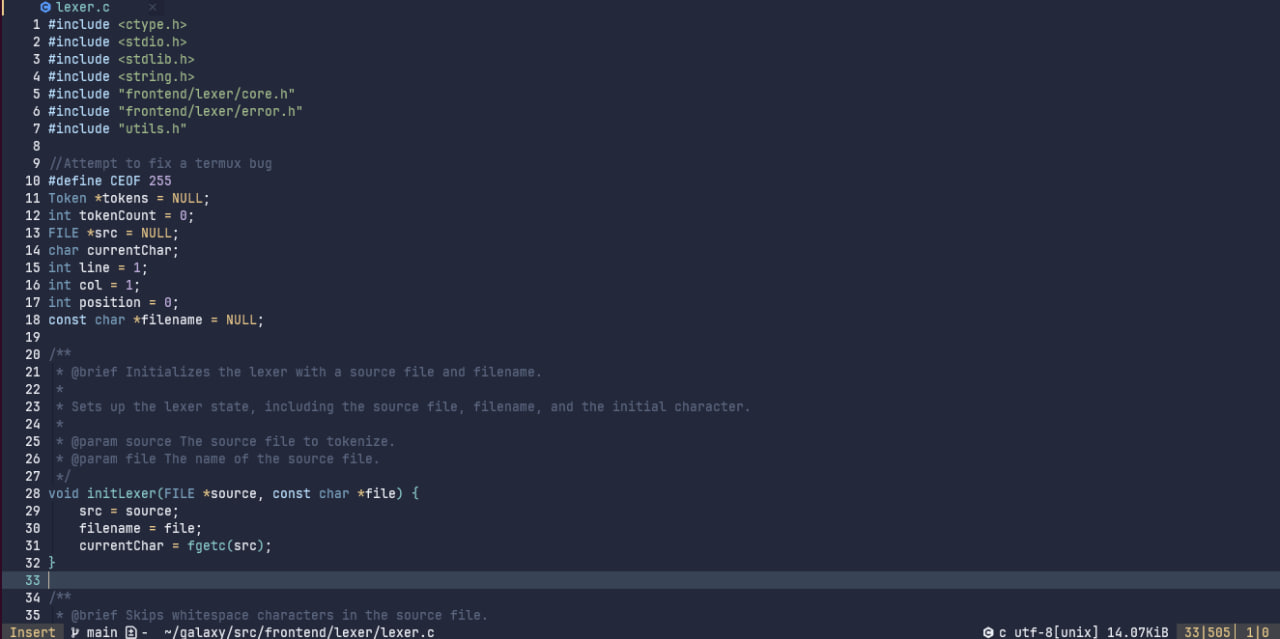 lexer.c ×
1 #include <ctype.h>
2 #include <stdio.h>
3 #include <stdlib.h>
4 #include <string.h>
5 #include "frontend/lexer/core.h"
6 #include "frontend/lexer/error.h"
7 #include "utils.h"
8
9 //Attempt to fix a termux bug
10 #define CEOF 255
11 Token *tokens = NULL;
12 int tokenCount = 0;
13 FILE *src = NULL;
14 char currentChar;
15 int line = 1;
16 int col = 1;
17 int position = 0;
18 const char *filename = NULL;
19
20 /**
21  * @brief Initializes the lexer with a source file and filename.
22  *
23  * Sets up the lexer state, including the source file, filename, and the initial character.
24  *
25  * @param source The source file to tokenize.
26  * @param file The name of the source file.
27  */
28 void initLexer(FILE *source, const char *file) {
29     src = source;
30     filename = file;
31     currentChar = fgetc(src);
32 }
33
34 /**
35  * @brief Skips whitespace characters in the source file.
Insert main - ~/galaxy/src/frontend/lexer/lexer.c c utf-8[unix] 14.07KiB 33|505| 1|0